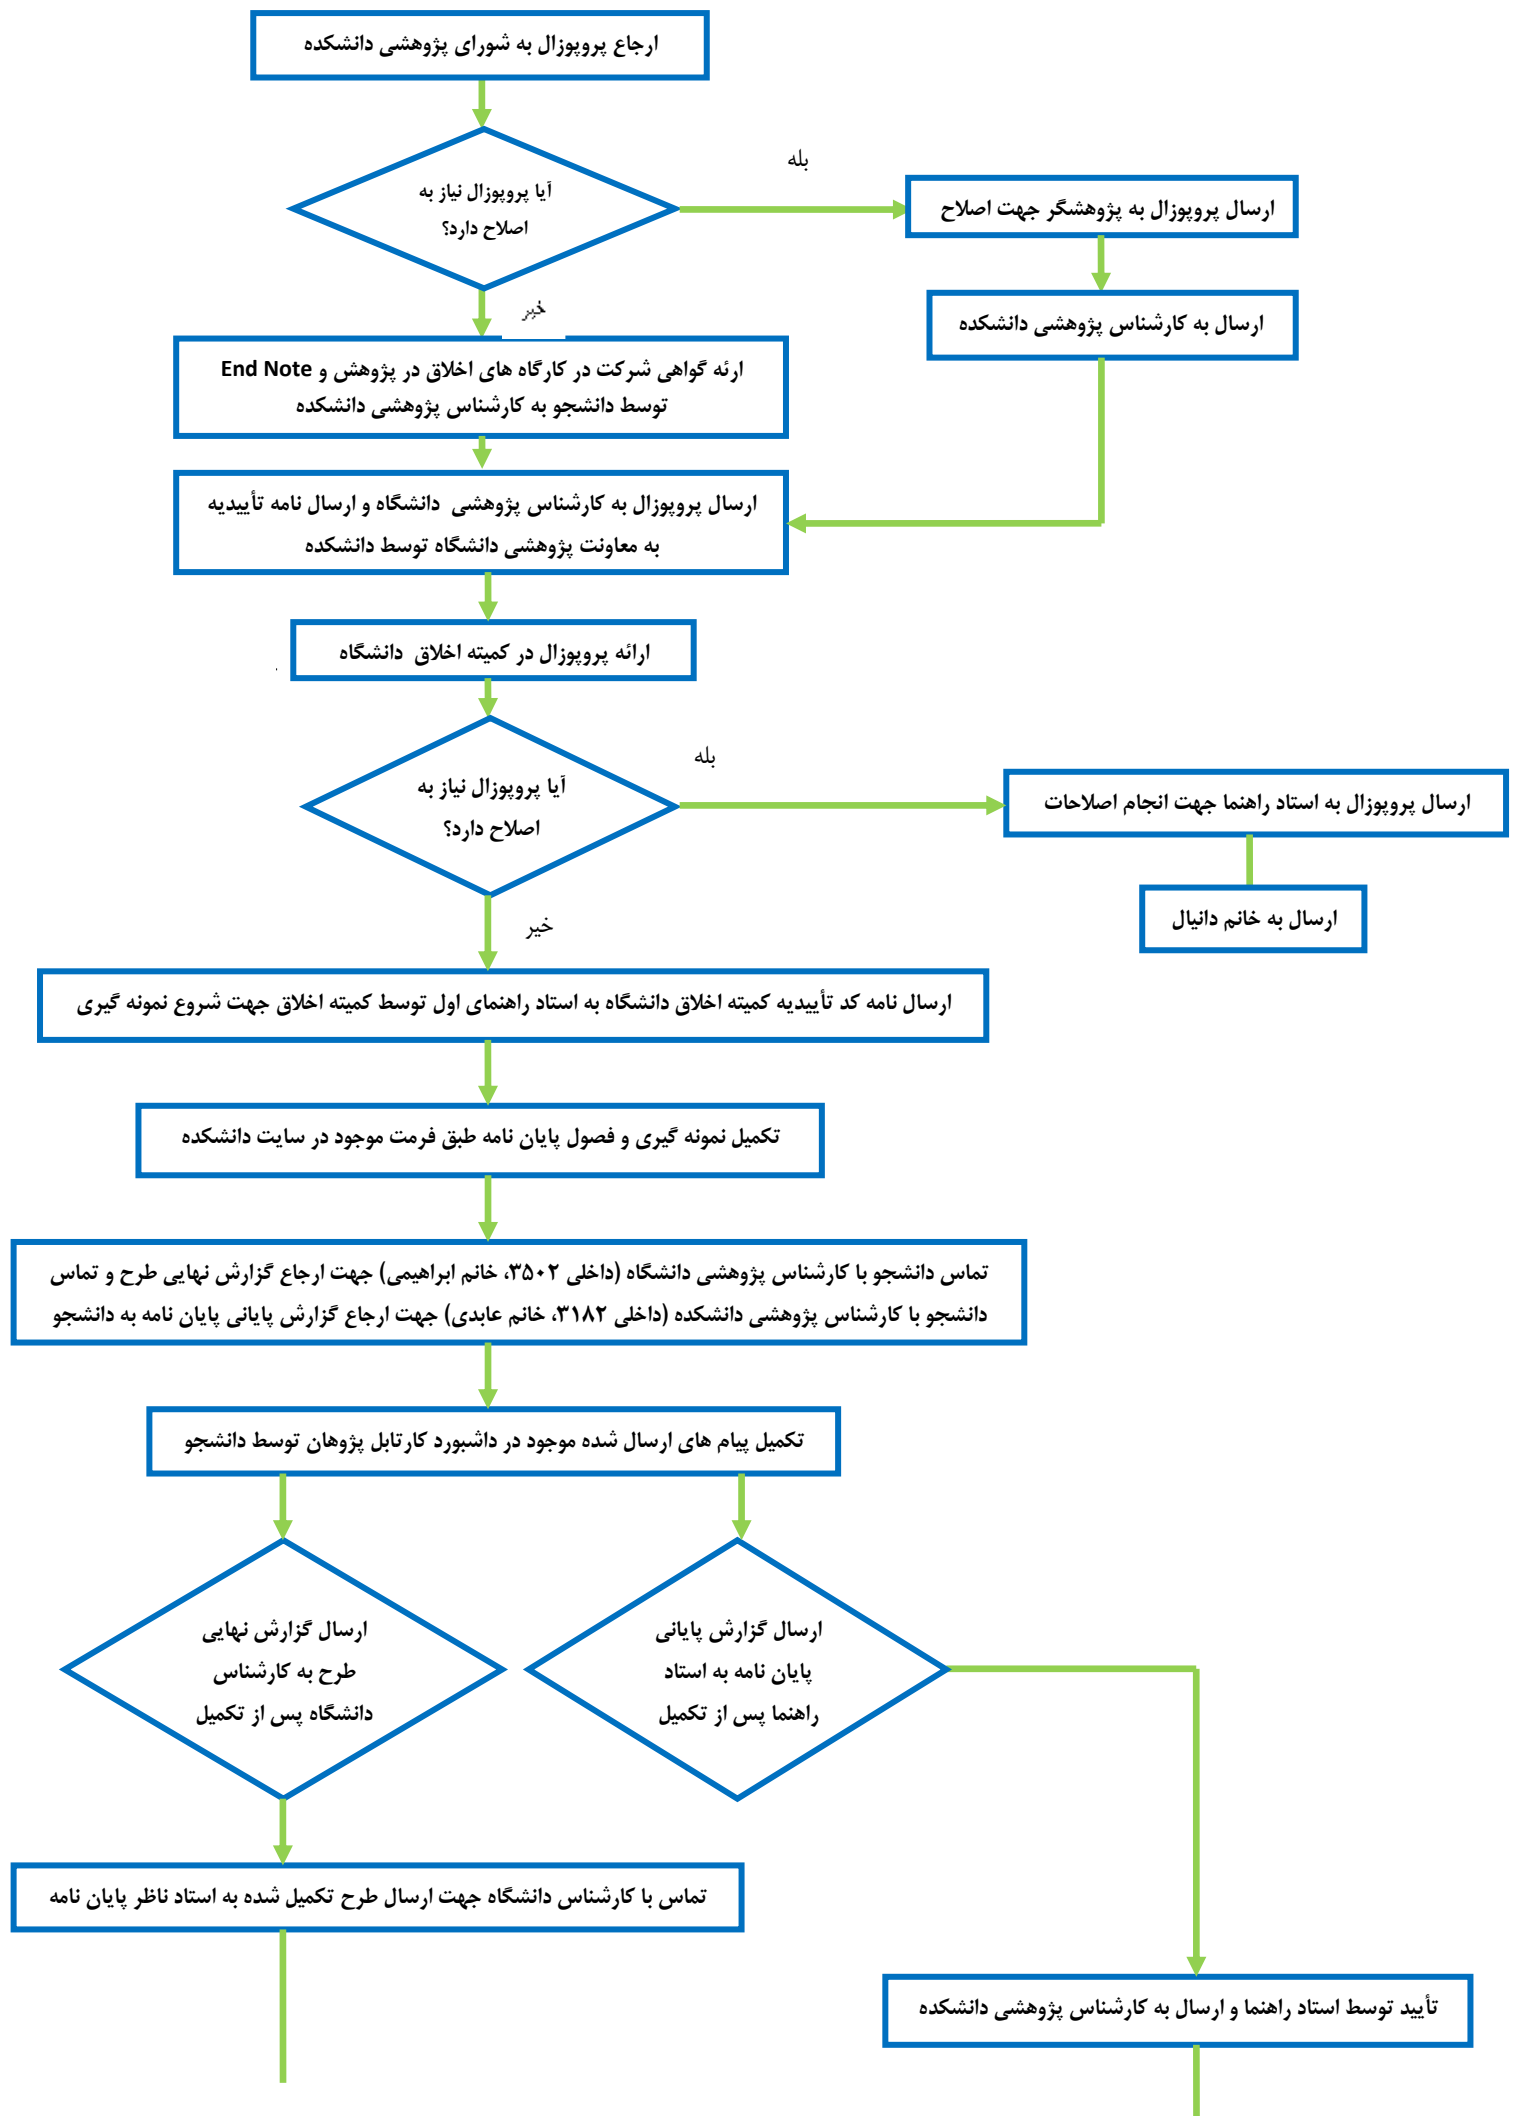 ارجاع پروپوزال به شورای پژوهشی دانشکده
آیا پروپوزال نیاز به
اصلاح دارد؟
بله
ارسال پروپوزال به پژوهشگر جهت اصلاح
ارسال به کارشناس پژوهشی دانشکده
خیر
ارئه گواهی شرکت در کارگاه های اخلاق در پژوهش و End Note
توسط دانشجو به کارشناس پژوهشی دانشکده
ارسال پروپوزال به کارشناس پژوهشی دانشگاه و ارسال نامه تأییدیه
به معاونت پژوهشی دانشگاه توسط دانشکده
ارائه پروپوزال در کمیته اخلاق دانشگاه
آیا پروپوزال نیاز به
اصلاح دارد؟
بله
ارسال پروپوزال به استاد راهنما جهت انجام اصلاحات
ارسال به خانم دانیال
خیر
ارسال نامه کد تأییدیه کمیته اخلاق دانشگاه به استاد راهنمای اول توسط کمیته اخلاق جهت شروع نمونه گیری
تکمیل نمونه گیری و فصول پایان نامه طبق فرمت موجود در سایت دانشکده
تماس دانشجو با کارشناس پژوهشی دانشگاه (داخلی ۳۵۰۲، خانم ابراهیمی) جهت ارجاع گزارش نهایی طرح و تماس
دانشجو با کارشناس پژوهشی دانشکده (داخلی ۳۱۸۲، خانم عابدی) جهت ارجاع گزارش پایانی پایان نامه به دانشجو
تکمیل پیام های ارسال شده موجود در داشبورد کارتابل پژوهان توسط دانشجو
ارسال گزارش پایانی
پایان نامه به استاد
راهنما پس از تکمیل
ارسال گزارش نهایی
طرح به کارشناس
دانشگاه پس از تکمیل
تماس با کارشناس دانشگاه جهت ارسال طرح تکمیل شده به استاد ناظر پایان نامه
تأیید توسط استاد راهنما و ارسال به کارشناس پژوهشی دانشکده